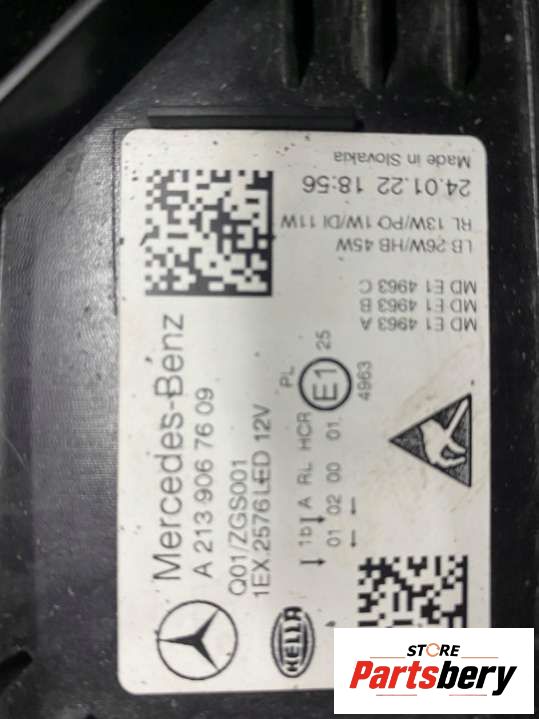 Mercedes-Bénz
A 213 906 76 09
Q01/ZGS001
1EX 2576 LED 12V
HELLA
PL
1b A RL HCR
01 02 00 01
E1
25
4963
MD E1 4963 A
MD E1 4963 B
MD E1 4963 C
LB 26W/HB 45W
RL 13W/PO 1W/DI 11W
24.01.22 18:56
Made in Slovakia
STORE
Partsbery